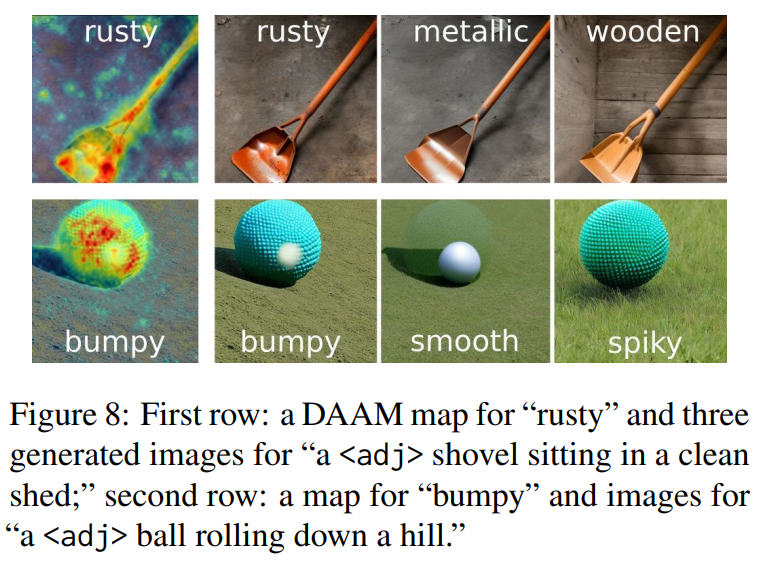 rusty rusty metallic wooden
bumpy bumpy smooth spiky
Figure 8: First row: a DAAM map for “rusty” and three
generated images for “a <adj> shovel sitting in a clean
shed;” second row: a map for “bumpy” and images for
“a <adj> ball rolling down a hill.”